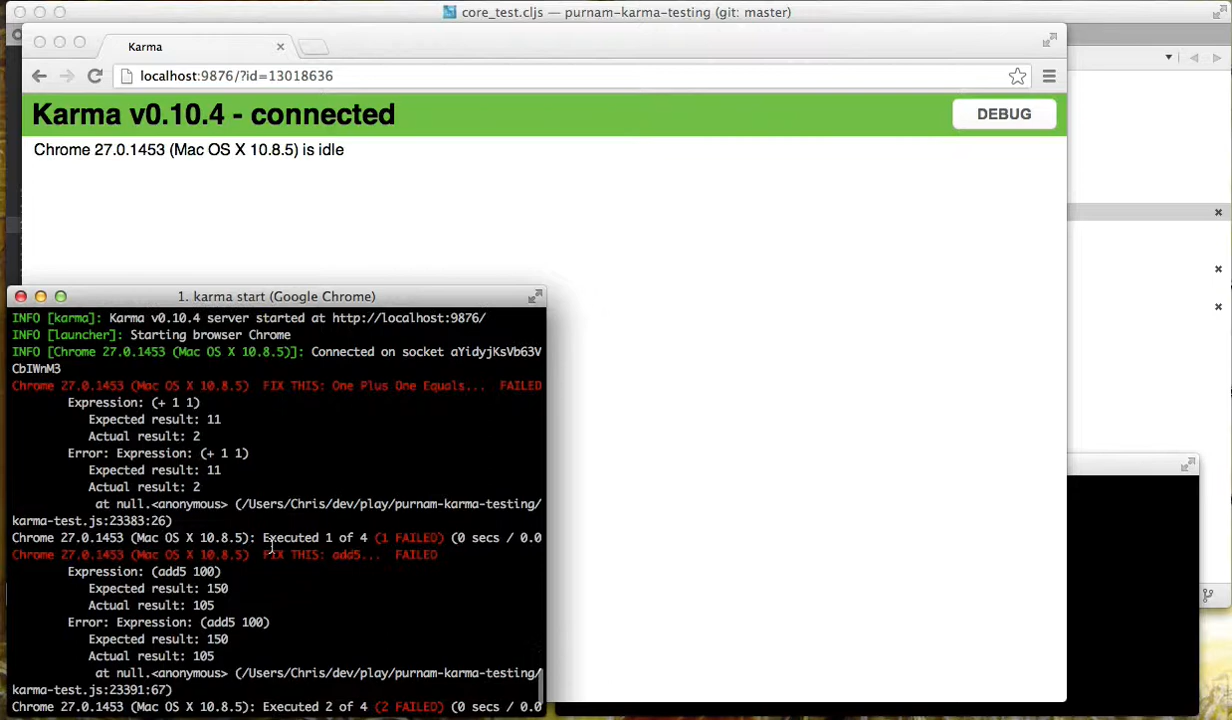 core_test.cljs — purnam-karma-testing (git: master)
Karma
localhost:9876/?id=13018636
Karma v0.10.4 - connected
DEBUG
Chrome 27.0.1453 (Mac OS X 10.8.5) is idle
1. karma start (Google Chrome)
INFO [karma]: Karma v0.10.4 server started at http://localhost:9876/
INFO [launcher]: Starting browser Chrome
INFO [Chrome 27.0.1453 (Mac OS X 10.8.5)]: Connected on socket aYidyjKsVb63V
CbIWnM3
Chrome 27.0.1453 (Mac OS X 10.8.5)  FIX THIS: One Plus One Equals...  FAILED
Expression: (+ 1 1)
Expected result: 11
Actual result: 2
Error: Expression: (+ 1 1)
Expected result: 11
Actual result: 2
at null.<anonymous> (/Users/Chris/dev/play/purnam-karma-testing/
karma-test.js:23383:26)
Chrome 27.0.1453 (Mac OS X 10.8.5): Executed 1 of 4 (1 FAILED) (0 secs / 0.0
Chrome 27.0.1453 (Mac OS X 10.8.5)  FIX THIS: add5...  FAILED
Expression: (add5 100)
Expected result: 150
Actual result: 105
Error: Expression: (add5 100)
Expected result: 150
Actual result: 105
at null.<anonymous> (/Users/Chris/dev/play/purnam-karma-testing/
karma-test.js:23391:67)
Chrome 27.0.1453 (Mac OS X 10.8.5): Executed 2 of 4 (2 FAILED) (0 secs / 0.0